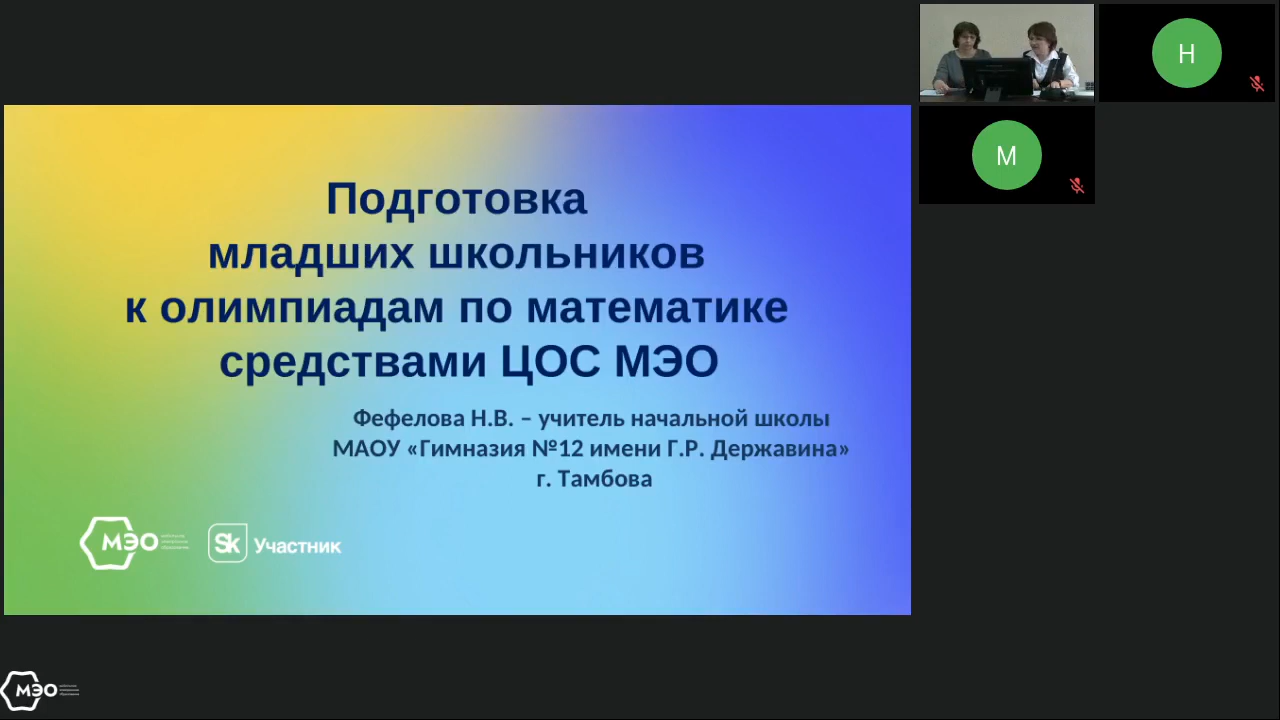 Подготовка
младших школьников
к олимпиадам по математике
средствами ЦОС МЭО
Фефелова Н.В. – учитель начальной школы
МАОУ «Гимназия №12 имени Г.Р. Державина»
г. Тамбова
МЭО
Sk Участник
Н
М
МЭО